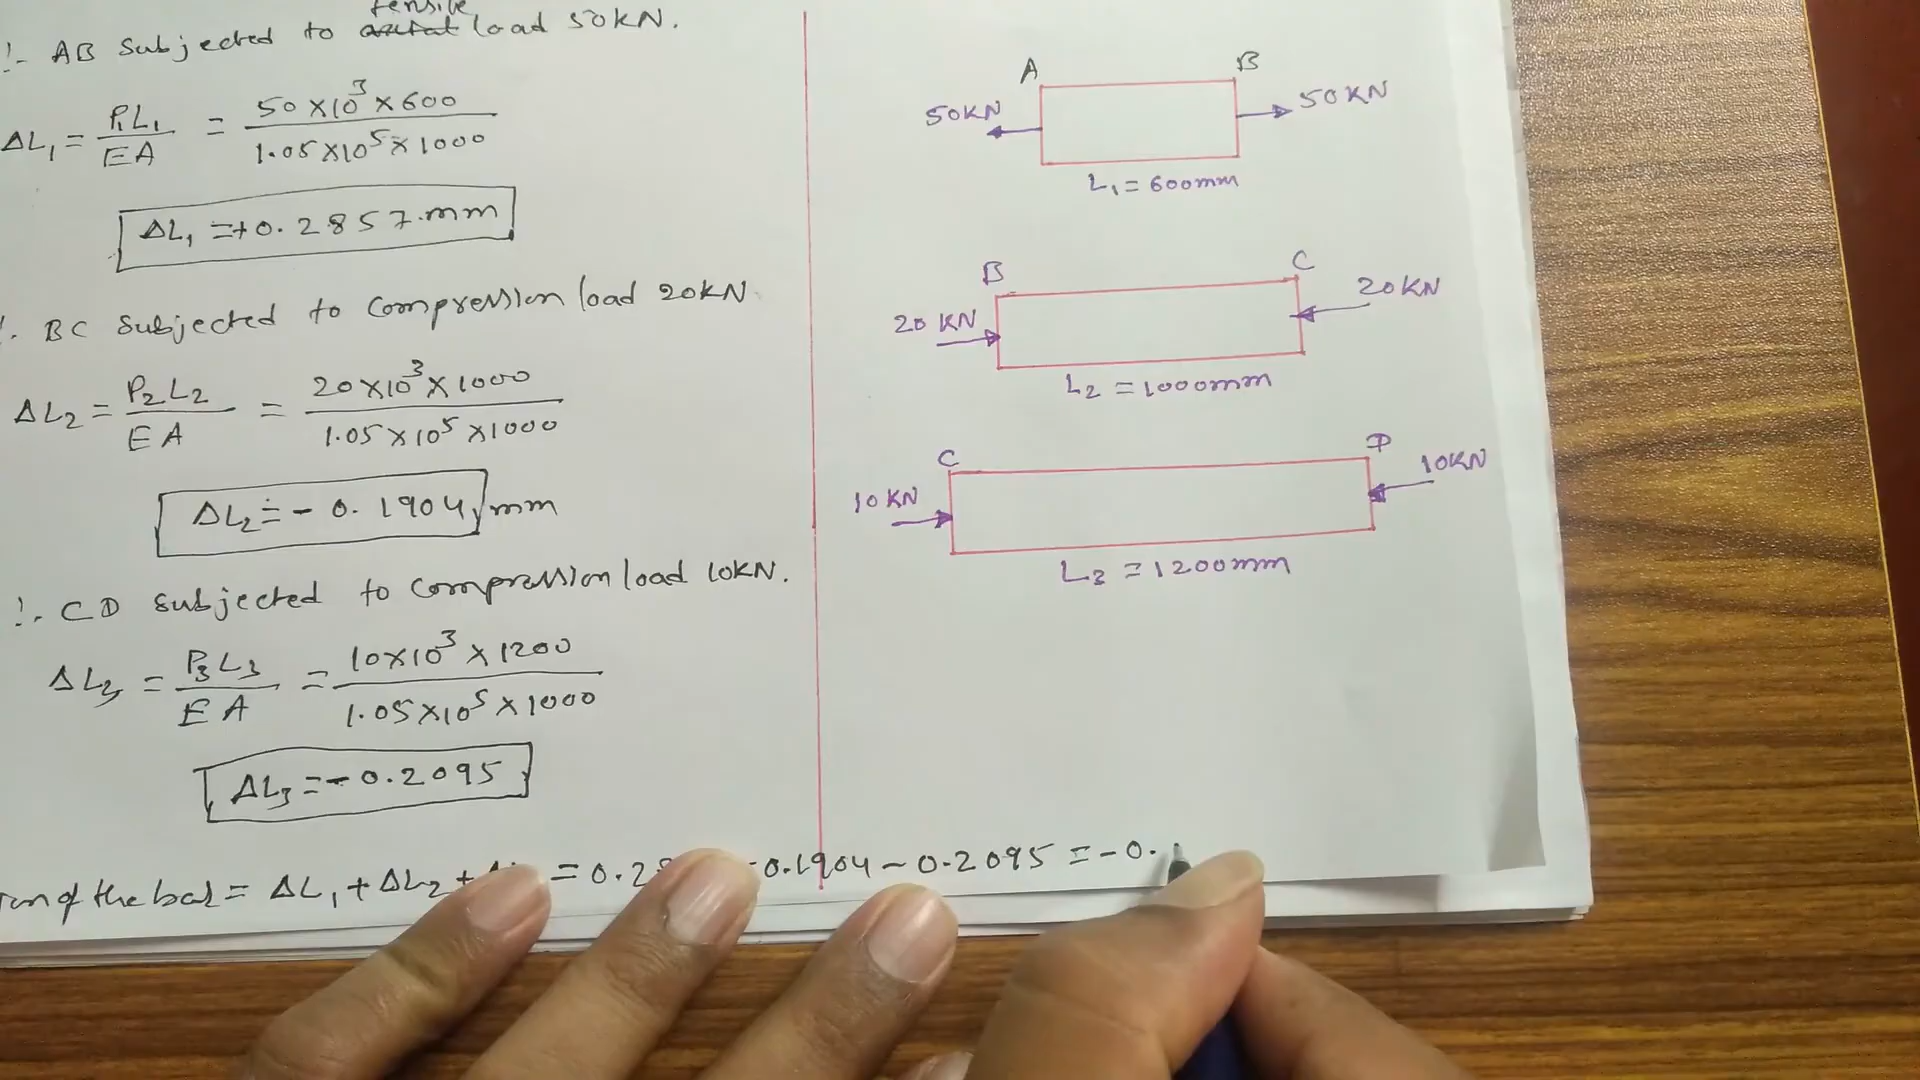 tensile
!- AB Subjected to axial load 50KN.
ΔL₁ = P₁L₁/EA = 50×10³×600/1.05×10⁵×1000
ΔL₁ = +0.2857.mm
!. BC Subjected to Compression load 20KN.
ΔL₂ = P₂L₂/EA = 20×10³×1000/1.05×10⁵×1000
ΔL₂ = - 0.1904 mm
!. CD subjected to compression load 10KN.
ΔL₃ = P₃L₃/EA = 10×10³×1200/1.05×10⁵×1000
ΔL₃ = -0.2095
of the bar = ΔL₁ + ΔL₂ + = 0.2 0.1904 - 0.2095 = -0.
A B
50KN 50KN
L₁ = 600mm
B C
20 KN 20KN
L₂ = 1000mm
C D
10KN 10KN
L₃ = 1200mm